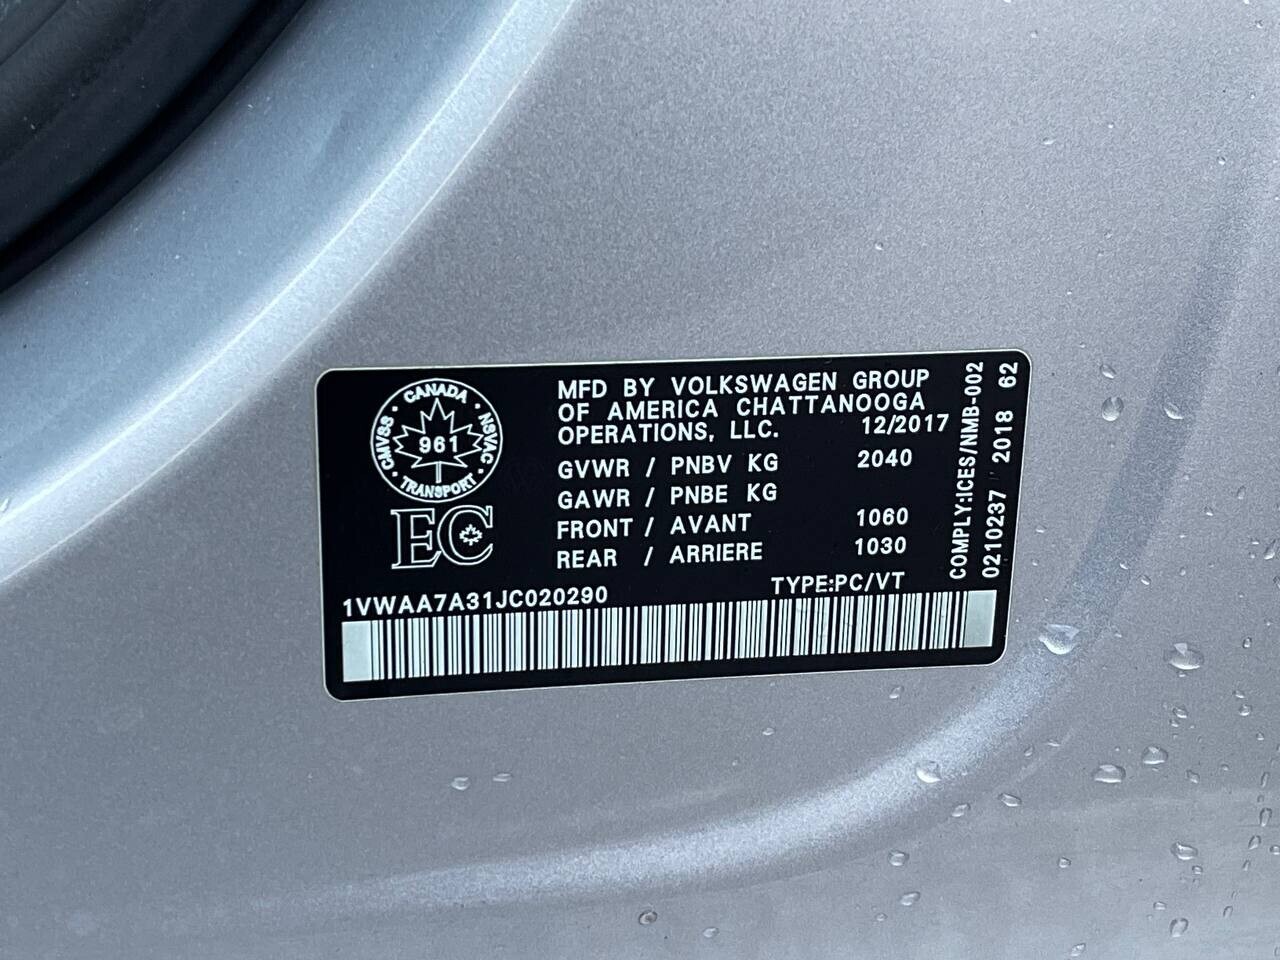 CANADA
CMVSS · NSVAC
961
TRANSPORT
EC
MFD BY VOLKSWAGEN GROUP
OF AMERICA CHATTANOOGA
OPERATIONS, LLC. 12/2017
GVWR / PNBV KG 2040
GAWR / PNBE KG
FRONT / AVANT 1060
REAR / ARRIERE 1030
TYPE:PC/VT
1VWAA7A31JC020290
COMPLY:ICES/NMB-002
0210237 2018 62